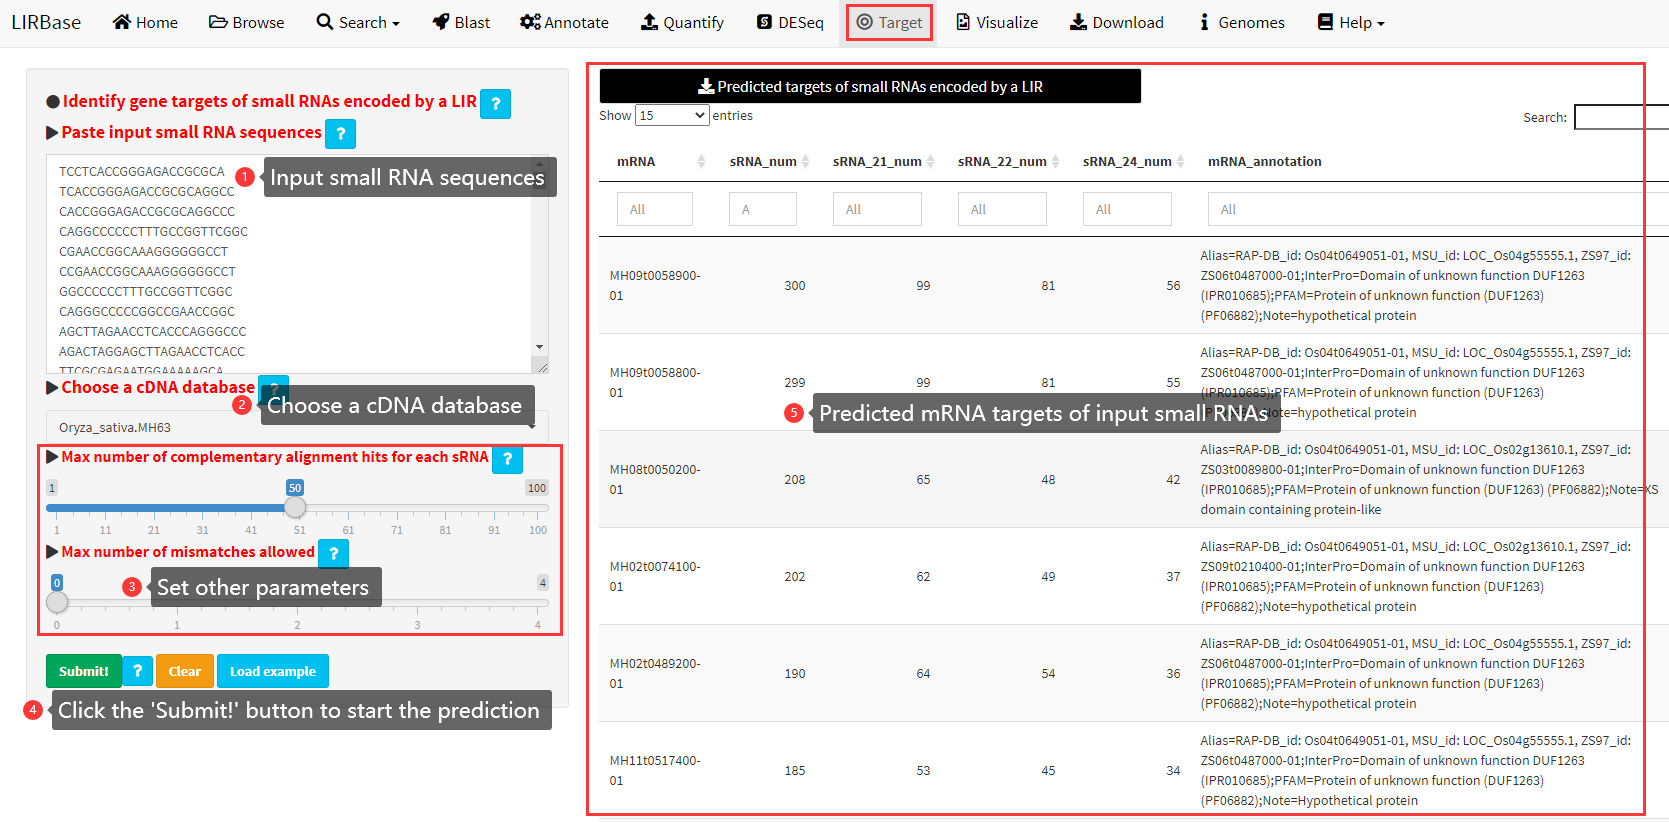 LIRBase Home Browse Search Blast Annotate Quantify DESeq Target Visualize Download Genomes Help
Identify gene targets of small RNAs encoded by a LIR ?
Paste input small RNA sequences ?
TCCTCACCGGGAGACCGCGCA
TCACCGGGAGACCGCGCAGGCC
CACCGGGAGACCGCGCAGGCCC
CAGGCCCCCCTTTGCCGGTTCGGC
CGAACCGGCAAAGGGGGGCCT
CCGAACCGGCAAAGGGGGGCCT
GGCCCCCCTTTGCCGGTTCGGC
CAGGGCCCCCGGCCGAACCGGC
AGCTTAGAACCTCACCCAGGGCCC
AGACTAGGAGCTTAGAACCTCACC
TTCGCGAGAATGGAAAAAGCA
1 Input small RNA sequences
Choose a cDNA database ?
2 Choose a cDNA database
Oryza_sativa.MH63
Max number of complementary alignment hits for each sRNA ?
1 50 100
1 11 21 31 41 51 61 71 81 91 100
Max number of mismatches allowed ?
0 4
3 Set other parameters
0 1 2 3 4
Submit! ? Clear Load example
4 Click the 'Submit!' button to start the prediction
Predicted targets of small RNAs encoded by a LIR
Show 15 entries
Search:
mRNA sRNA_num sRNA_21_num sRNA_22_num sRNA_24_num mRNA_annotation
All A All All All All
MH09t0058900-01 300 99 81 56
Alias=RAP-DB_id: Os04t0649051-01, MSU_id: LOC_Os04g55555.1, ZS97_id:
ZS06t0487000-01;InterPro=Domain of unknown function DUF1263
(IPR010685);PFAM=Protein of unknown function (DUF1263)
(PF06882);Note=hypothetical protein
MH09t0058800-01 299 99 81 55
Alias=RAP-DB_id: Os04t0649051-01, MSU_id: LOC_Os04g55555.1, ZS97_id:
ZS06t0487000-01;InterPro=Domain of unknown function DUF1263
(IPR010685);PFAM=Protein of unknown function (DUF1263)
te=hypothetical protein
5 Predicted mRNA targets of input small RNAs
MH08t0050200-01 208 65 48 42
Alias=RAP-DB_id: Os04t0649051-01, MSU_id: LOC_Os02g13610.1, ZS97_id:
ZS03t0089800-01;InterPro=Domain of unknown function DUF1263
(IPR010685);PFAM=Protein of unknown function (DUF1263) (PF06882);Note=XS
domain containing protein-like
MH02t0074100-01 202 62 49 37
Alias=RAP-DB_id: Os04t0649051-01, MSU_id: LOC_Os02g13610.1, ZS97_id:
ZS09t0210400-01;InterPro=Domain of unknown function DUF1263
(IPR010685);PFAM=Protein of unknown function (DUF1263)
(PF06882);Note=hypothetical protein
MH02t0489200-01 190 64 54 36
Alias=RAP-DB_id: Os04t0649051-01, MSU_id: LOC_Os04g55555.1, ZS97_id:
ZS06t0487000-01;InterPro=Domain of unknown function DUF1263
(IPR010685);PFAM=Protein of unknown function (DUF1263)
(PF06882);Note=hypothetical protein
MH11t0517400-01 185 53 45 34
Alias=RAP-DB_id: Os04t0649051-01, MSU_id: LOC_Os04g55555.1, ZS97_id:
ZS06t0487000-01;InterPro=Domain of unknown function DUF1263
(IPR010685);PFAM=Protein of unknown function (DUF1263)
(PF06882);Note=Hypothetical protein